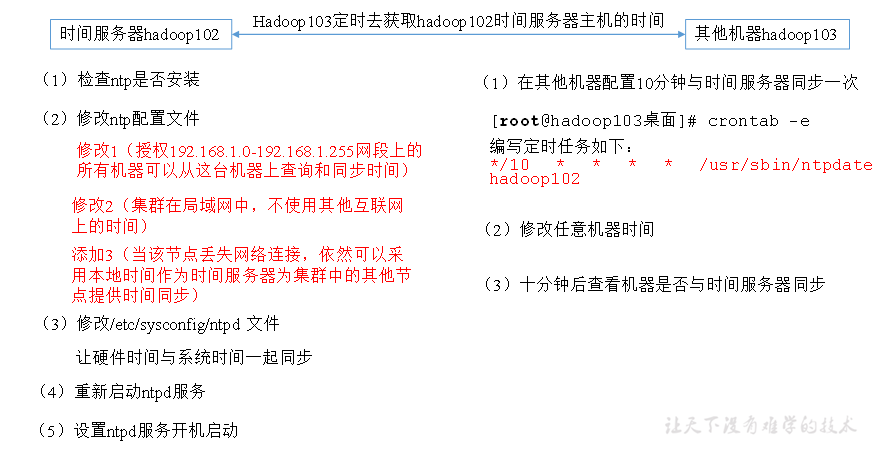 Hadoop103定时去获取hadoop102时间服务器主机的时间
时间服务器hadoop102
其他机器hadoop103
（1）检查ntp是否安装
（2）修改ntp配置文件
修改1（授权192.168.1.0-192.168.1.255网段上的
所有机器可以从这台机器上查询和同步时间）
修改2（集群在局域网中，不使用其他互联网
上的时间）
添加3（当该节点丢失网络连接，依然可以采
用本地时间作为时间服务器为集群中的其他节
点提供时间同步）
（3）修改/etc/sysconfig/ntpd 文件
让硬件时间与系统时间一起同步
（4）重新启动ntpd服务
（5）设置ntpd服务开机启动
（1）在其他机器配置10分钟与时间服务器同步一次
[root@hadoop103桌面]# crontab -e
编写定时任务如下：
*/10 * * * * /usr/sbin/ntpdate
hadoop102
（2）修改任意机器时间
（3）十分钟后查看机器是否与时间服务器同步
让天下没有难学的技术